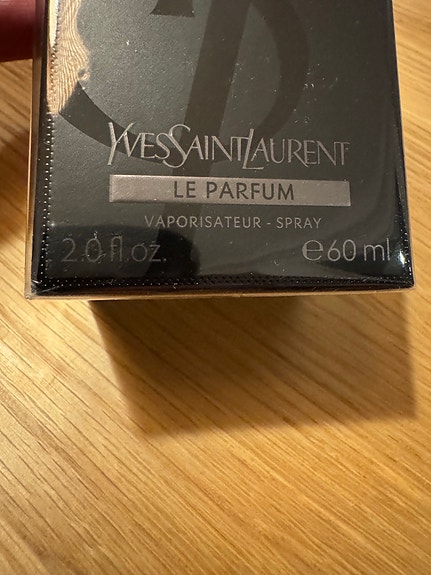 YVESSAINTLAURENT
LE PARFUM
VAPORISATEUR - SPRAY
2.0 fl.oz. ℮60 ml